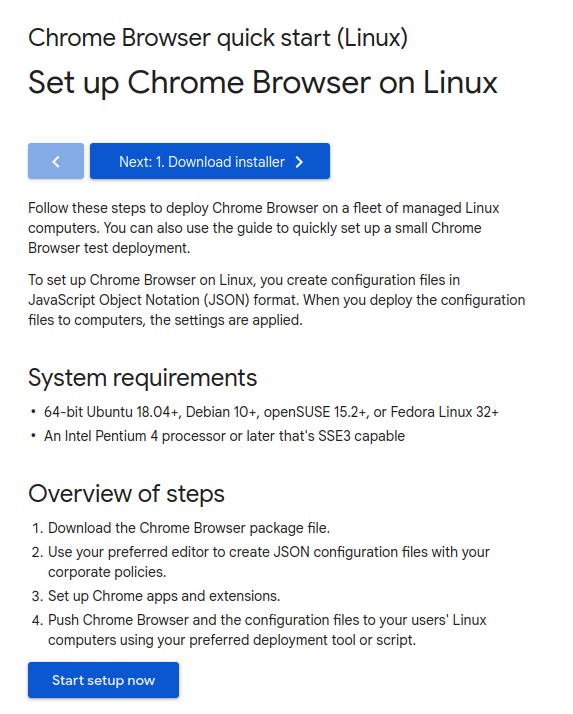 Chrome Browser quick start (Linux)
Set up Chrome Browser on Linux
Next: 1. Download installer
Follow these steps to deploy Chrome Browser on a fleet of managed Linux
computers. You can also use the guide to quickly set up a small Chrome
Browser test deployment.
To set up Chrome Browser on Linux, you create configuration files in
JavaScript Object Notation (JSON) format. When you deploy the configuration
files to computers, the settings are applied.
System requirements
• 64-bit Ubuntu 18.04+, Debian 10+, openSUSE 15.2+, or Fedora Linux 32+
• An Intel Pentium 4 processor or later that's SSE3 capable
Overview of steps
1. Download the Chrome Browser package file.
2. Use your preferred editor to create JSON configuration files with your
corporate policies.
3. Set up Chrome apps and extensions.
4. Push Chrome Browser and the configuration files to your users' Linux
computers using your preferred deployment tool or script.
Start setup now